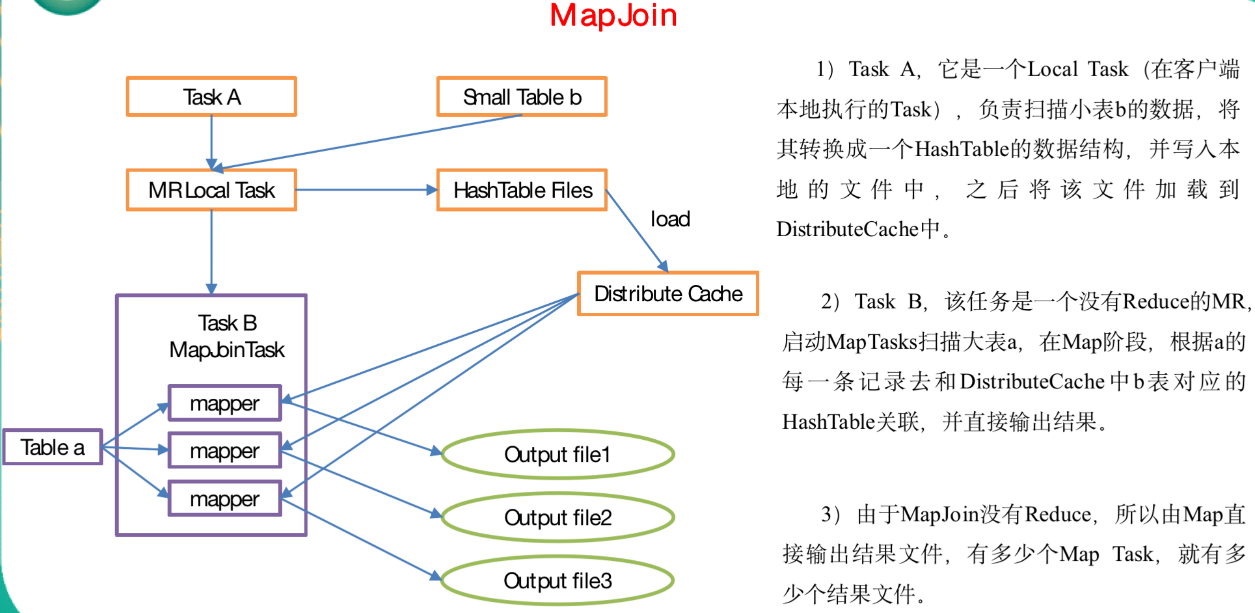 MapJoin
Task A
Small Table b
MR Local Task
HashTable Files
load
Distribute Cache
Task B
MapJoinTask
mapper
mapper
mapper
Table a
Output file1
Output file2
Output file3
1）Task A，它是一个Local Task（在客户端
本地执行的Task），负责扫描小表b的数据，将
其转换成一个HashTable的数据结构，并写入本
地的文件中，之后将该文件加载到
DistributeCache中。
2）Task B，该任务是一个没有Reduce的MR，
启动MapTasks扫描大表a，在Map阶段，根据a的
每一条记录去和DistributeCache中b表对应的
HashTable关联，并直接输出结果。
3）由于MapJoin没有Reduce，所以由Map直
接输出结果文件，有多少个Map Task，就有多
少个结果文件。